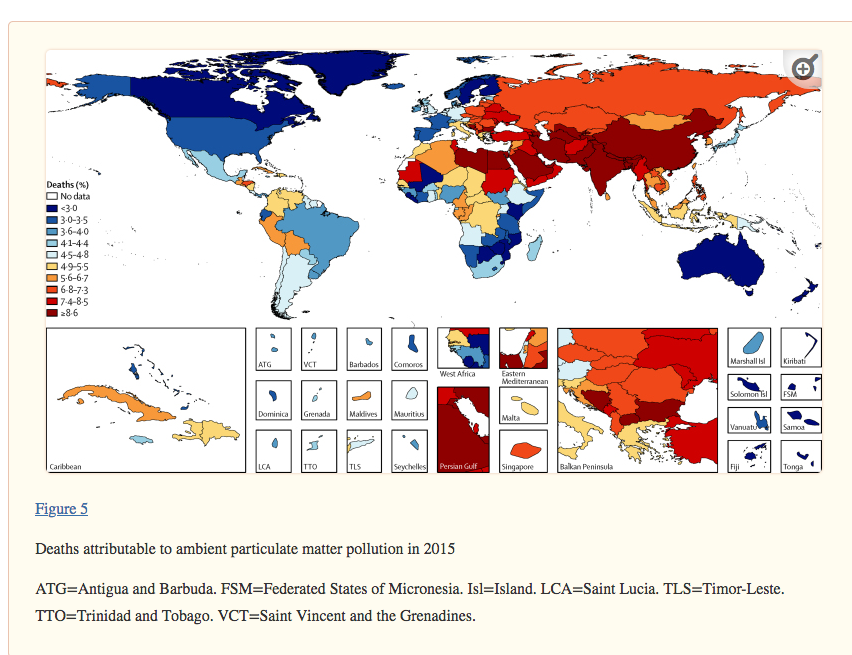 Deaths (%)
No data
<3·0
3·0–3·5
3·6–4·0
4·1–4·4
4·5–4·8
4·9–5·5
5·6–6·7
6·8–7·3
7·4–8·5
≥8·6
Caribbean
ATG
VCT
Barbados
Comoros
West Africa
Eastern
Mediterranean
Marshall Isl
Kiribati
Dominica
Grenada
Maldives
Mauritius
Malta
Solomon Isl
FSM
Vanuatu
Samoa
LCA
TTO
TLS
Seychelles
Persian Gulf
Singapore
Balkan Peninsula
Fiji
Tonga
Figure 5
Deaths attributable to ambient particulate matter pollution in 2015
ATG=Antigua and Barbuda. FSM=Federated States of Micronesia. Isl=Island. LCA=Saint Lucia. TLS=Timor-Leste.
TTO=Trinidad and Tobago. VCT=Saint Vincent and the Grenadines.